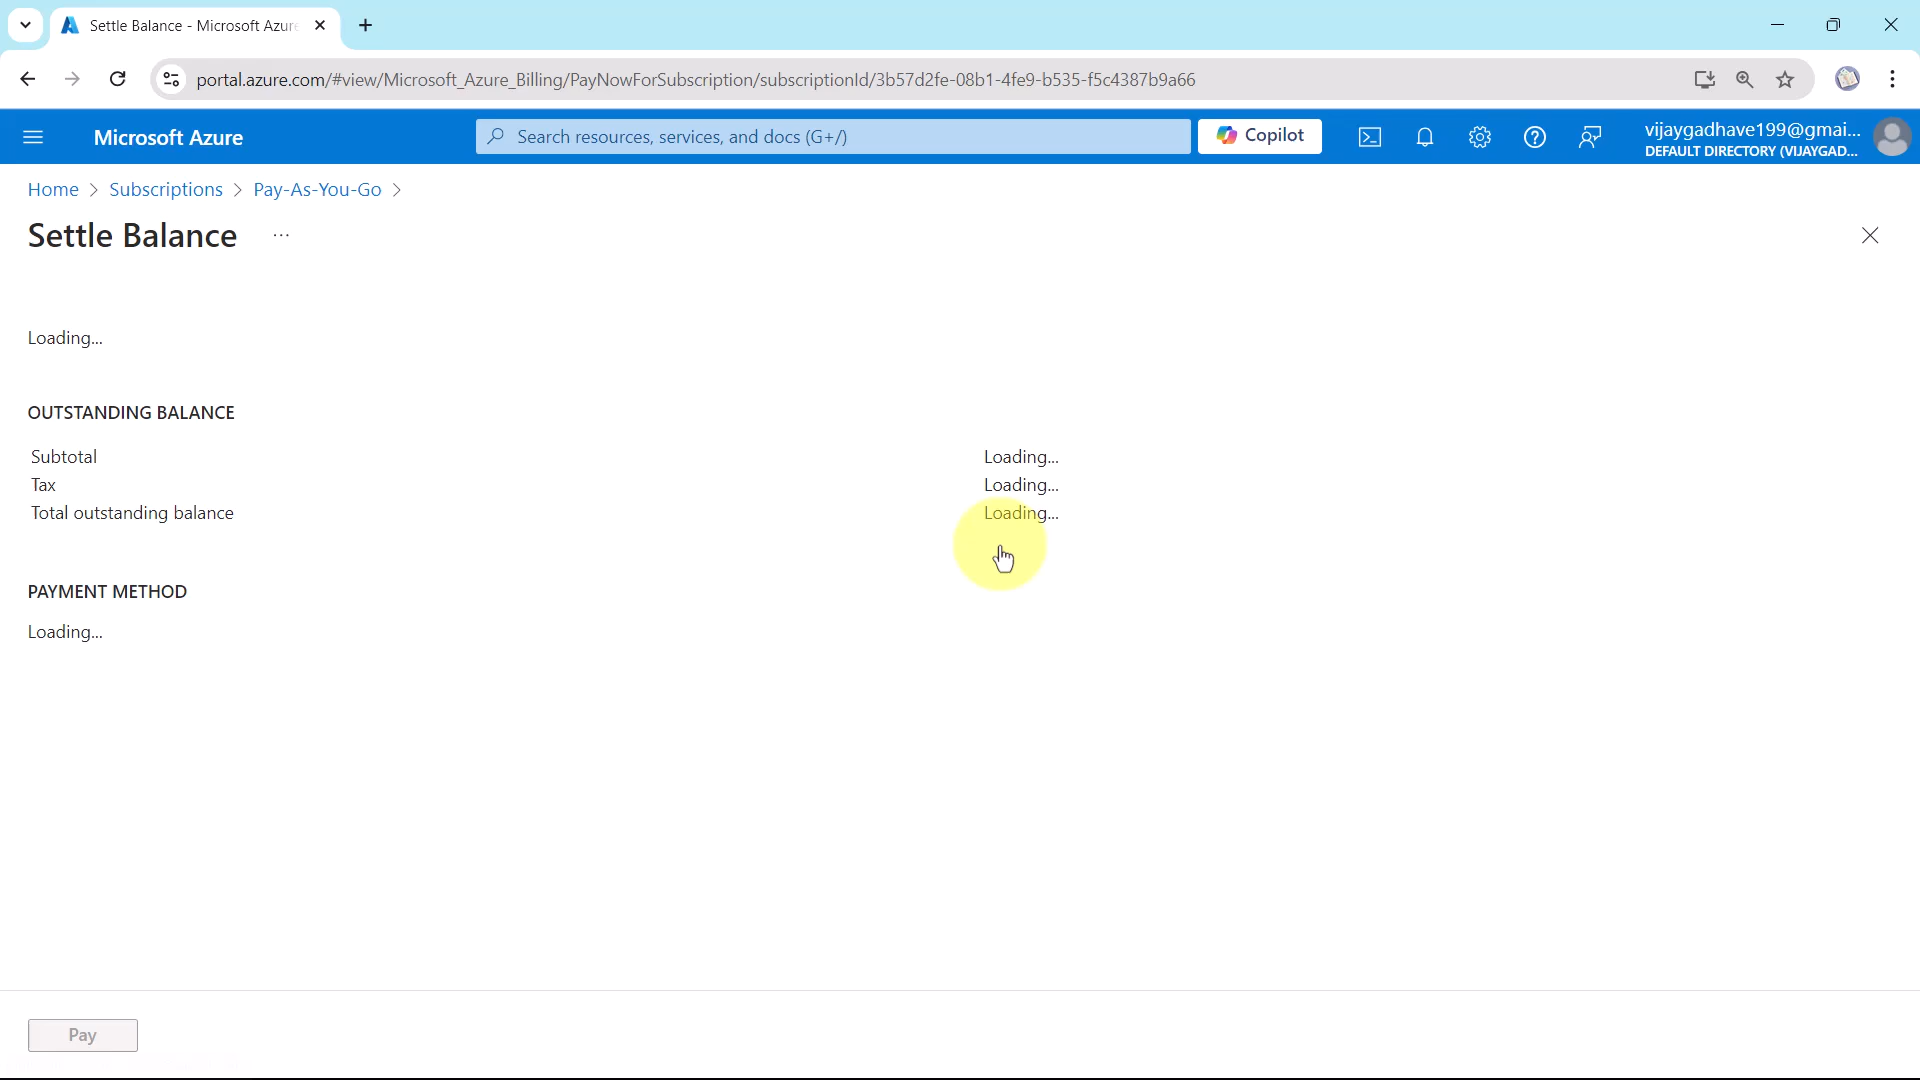 Settle Balance - Microsoft Azure
portal.azure.com/#view/Microsoft_Azure_Billing/PayNowForSubscription/subscriptionId/3b57d2fe-08b1-4fe9-b535-f5c4387b9a66
Microsoft Azure
Search resources, services, and docs (G+/)
Copilot
vijaygadhave199@gmai...
DEFAULT DIRECTORY (VIJAYGAD...
Home > Subscriptions > Pay-As-You-Go >
Settle Balance ...
Loading...
OUTSTANDING BALANCE
Subtotal Loading...
Tax Loading...
Total outstanding balance Loading...
PAYMENT METHOD
Loading...
Pay